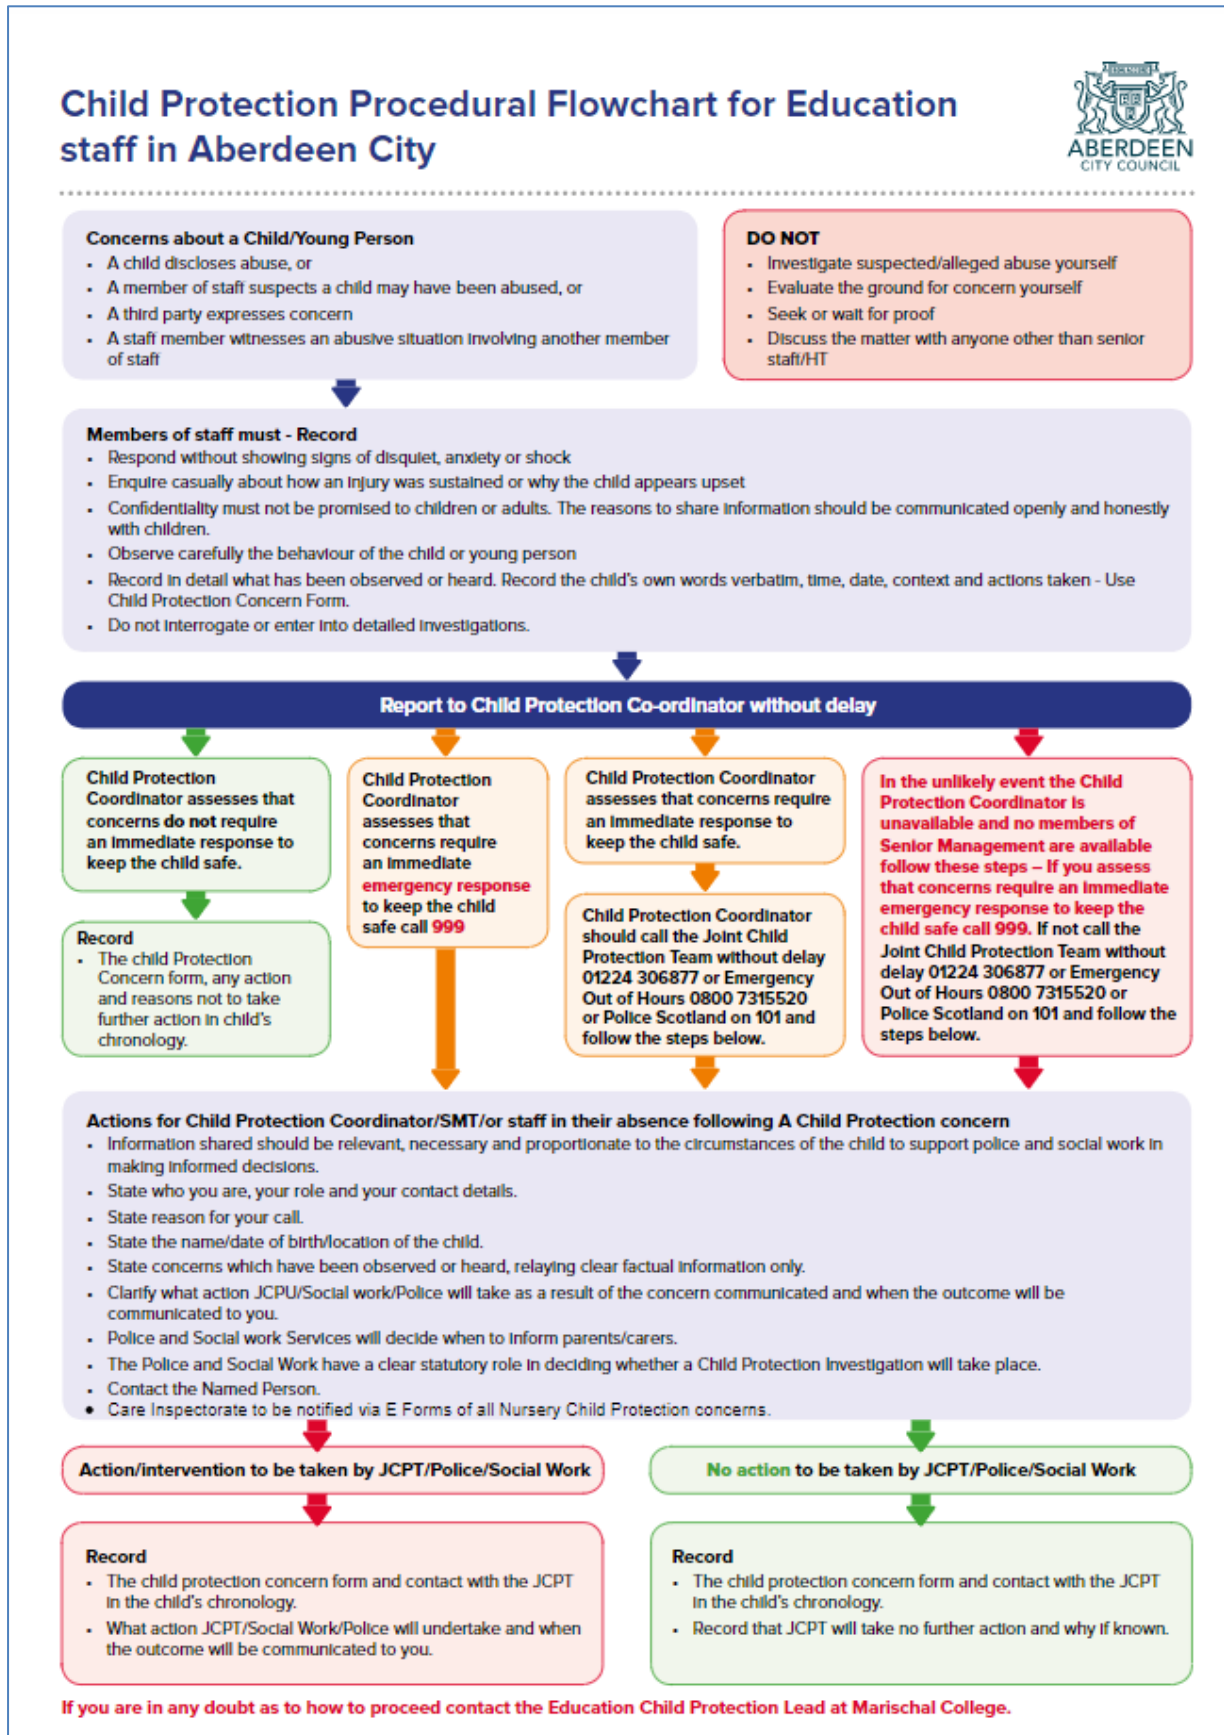 Child Protection Procedural Flowchart for Education
staff in Aberdeen City
ABERDEEN
CITY COUNCIL
Concerns about a Child/Young Person
• A child discloses abuse, or
• A member of staff suspects a child may have been abused, or
• A third party expresses concern
• A staff member witnesses an abusive situation involving another member
of staff
DO NOT
• Investigate suspected/alleged abuse yourself
• Evaluate the ground for concern yourself
• Seek or wait for proof
• Discuss the matter with anyone other than senior
staff/HT
Members of staff must - Record
• Respond without showing signs of disquiet, anxiety or shock
• Enquire casually about how an injury was sustained or why the child appears upset
• Confidentiality must not be promised to children or adults. The reasons to share information should be communicated openly and honestly
with children.
• Observe carefully the behaviour of the child or young person
• Record in detail what has been observed or heard. Record the child's own words verbatim, time, date, context and actions taken - Use
Child Protection Concern Form.
• Do not interrogate or enter into detailed investigations.
Report to Child Protection Co-ordinator without delay
Child Protection
Coordinator assesses that
concerns do not require
an immediate response to
keep the child safe.
Record
• The child Protection
Concern form, any action
and reasons not to take
further action in child's
chronology.
Child Protection
Coordinator
assesses that
concerns require
an immediate
emergency response
to keep the child
safe call 999
Child Protection Coordinator
assesses that concerns require
an immediate response to
keep the child safe.
Child Protection Coordinator
should call the Joint Child
Protection Team without delay
01224 306877 or Emergency
Out of Hours 0800 7315520
or Police Scotland on 101 and
follow the steps below.
In the unlikely event the Child
Protection Coordinator is
unavailable and no members of
Senior Management are available
follow these steps – If you assess
that concerns require an immediate
emergency response to keep the
child safe call 999. If not call the
Joint Child Protection Team without
delay 01224 306877 or Emergency
Out of Hours 0800 7315520 or
Police Scotland on 101 and follow the
steps below.
Actions for Child Protection Coordinator/SMT/or staff in their absence following A Child Protection concern
• Information shared should be relevant, necessary and proportionate to the circumstances of the child to support police and social work in
making informed decisions.
• State who you are, your role and your contact details.
• State reason for your call.
• State the name/date of birth/location of the child.
• State concerns which have been observed or heard, relaying clear factual information only.
• Clarify what action JCPU/Social work/Police will take as a result of the concern communicated and when the outcome will be
communicated to you.
• Police and Social work Services will decide when to inform parents/carers.
• The Police and Social Work have a clear statutory role in deciding whether a Child Protection Investigation will take place.
• Contact the Named Person.
• Care Inspectorate to be notified via E Forms of all Nursery Child Protection concerns.
Action/intervention to be taken by JCPT/Police/Social Work
Record
• The child protection concern form and contact with the JCPT
in the child's chronology.
• What action JCPT/Social Work/Police will undertake and when
the outcome will be communicated to you.
No action to be taken by JCPT/Police/Social Work
Record
• The child protection concern form and contact with the JCPT
in the child's chronology.
• Record that JCPT will take no further action and why if known.
If you are in any doubt as to how to proceed contact the Education Child Protection Lead at Marischal College.